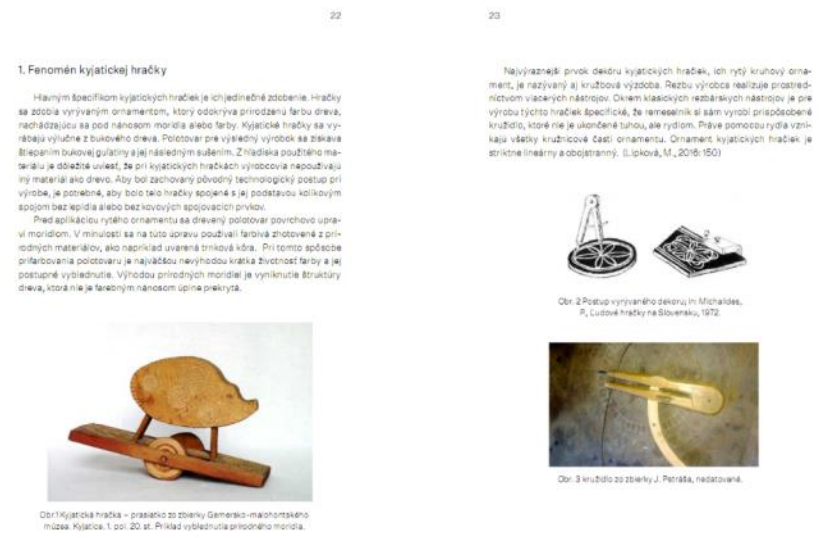 22
1. Fenomén kyjatickej hračky
Hlavným špecifikom kyjatických hračiek je ich jedinečné zdobenie. Hračky
sa zdobia vyrývaným ornamentom, ktorý odokrýva prirodzenú farbu dreva,
nachádzajúcu sa pod nánosom moridla alebo farby. Kyjatické hračky sa vy-
rábajú výlučne z bukového dreva. Polotovar pre výsledný výrobok sa získava
štiepaním bukovej guľatiny a jej následným sušením. Z hľadiska použitého ma-
teriálu je dôležité uviesť, že pri kyjatických hračkách výrobcovia nepoužívajú
iný materiál ako drevo. Aby bol zachovaný pôvodný technologický postup pri
výrobe, je potrebné, aby bolo telo hračky spojené s jej podstavou kolíkovým
spojom bez lepidla alebo bez kovových spojovacích prvkov.
Pred aplikáciou rytého ornamentu sa drevený polotovar povrchovo upra-
ví moridlom. V minulosti sa na túto úpravu používali farbivá zhotovené z prí-
rodných materiálov, ako napríklad uvarená trnková kôra. Pri tomto spôsobe
prifarbovania polotovaru je najväčšou nevýhodou krátka životnosť farby a jej
postupné vyblednutie. Výhodou prírodných moridiel je vyniknutie štruktúry
dreva, ktorá nie je farebným nánosom úplne prekrytá.
Obr.1 Kyjatická hračka – prasiatko zo zbierky Gemersko-malohontského
múzea. Kyjatice. 1. pol. 20. st. Príklad vyblednutia prírodného moridla.
23
Najvýraznejší prvok dekóru kyjatických hračiek, ich rytý kruhový orna-
ment, je nazývaný aj kružbová výzdoba. Rezbu výrobca realizuje prostred-
níctvom viacerých nástrojov. Okrem klasických rezbárskych nástrojov je pre
výrobu týchto hračiek špecifické, že remeselník si sám vyrobí prispôsobené
kružidlo, ktoré nie je ukončené tuhou, ale rydlom. Práve pomocou rydla vzni-
kajú všetky kružnicové časti ornamentu. Ornament kyjatických hračiek je
striktne lineárny a obojstranný. (Lipková, M., 2016: 150)
Obr. 2 Postup vyrývaného dekoru; In: Michalides,
P., Ľudové hračky na Slovensku, 1972.
Obr. 3 kružidlo zo zbierky J. Petráša, nedatované.